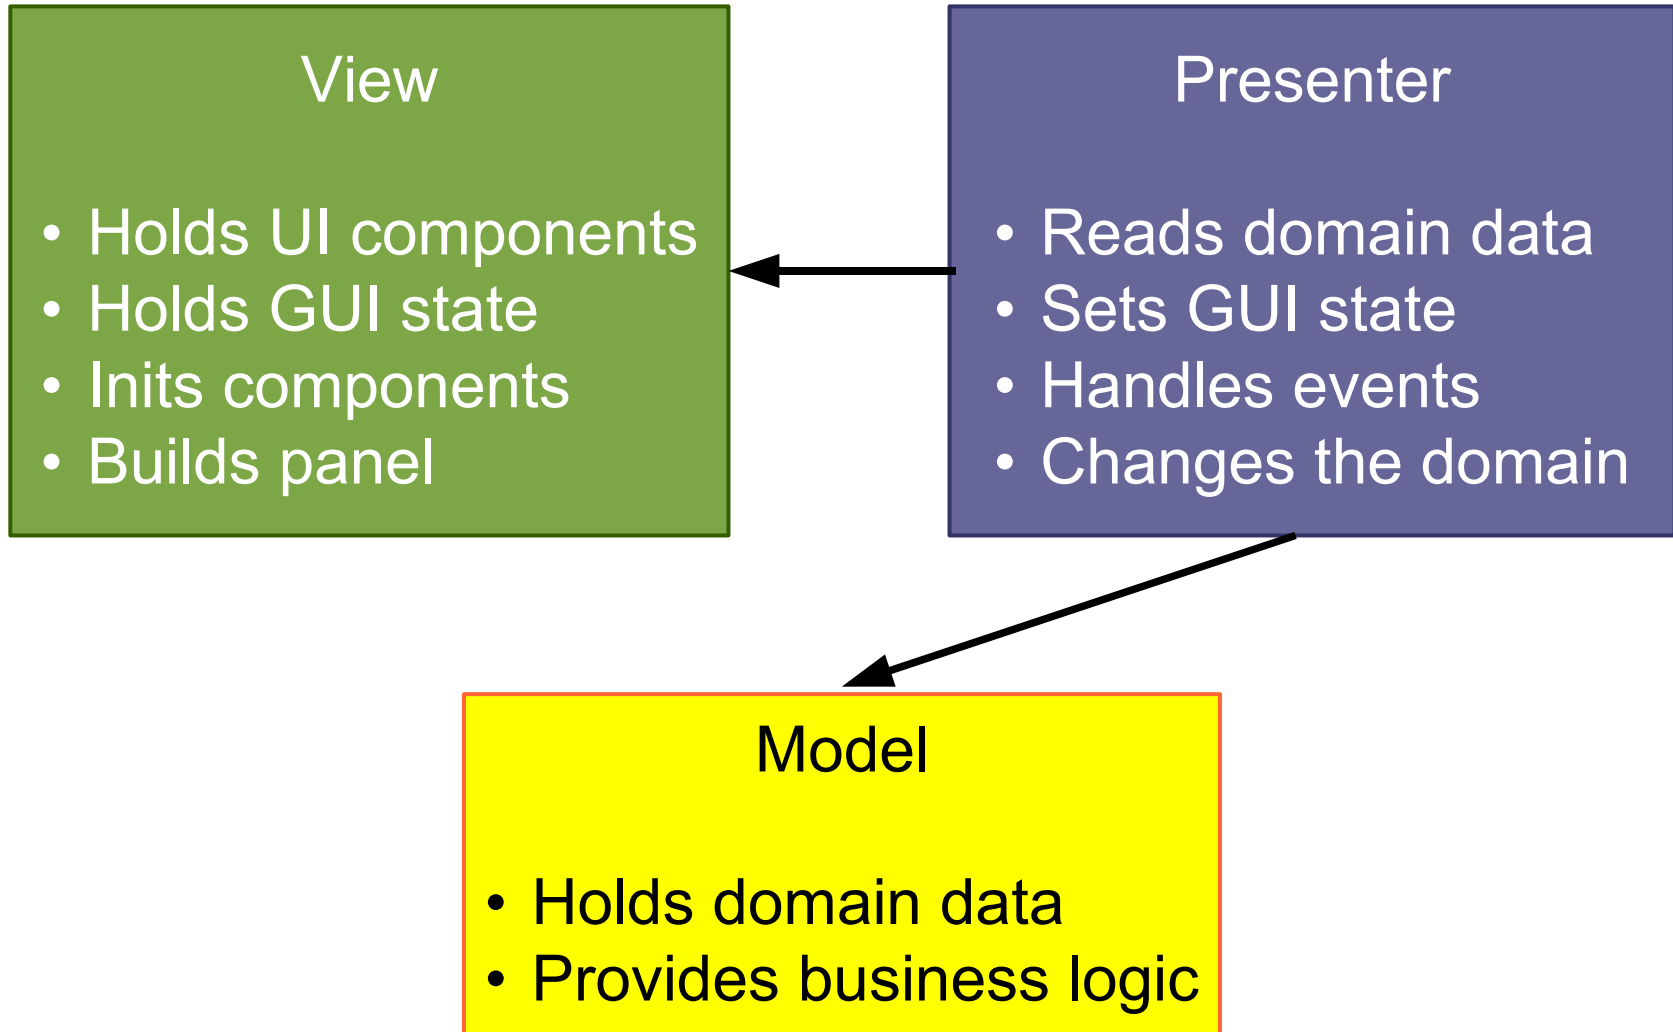 View
• Holds UI components
• Holds GUI state
• Inits components
• Builds panel
Presenter
• Reads domain data
• Sets GUI state
• Handles events
• Changes the domain
Model
• Holds domain data
• Provides business logic